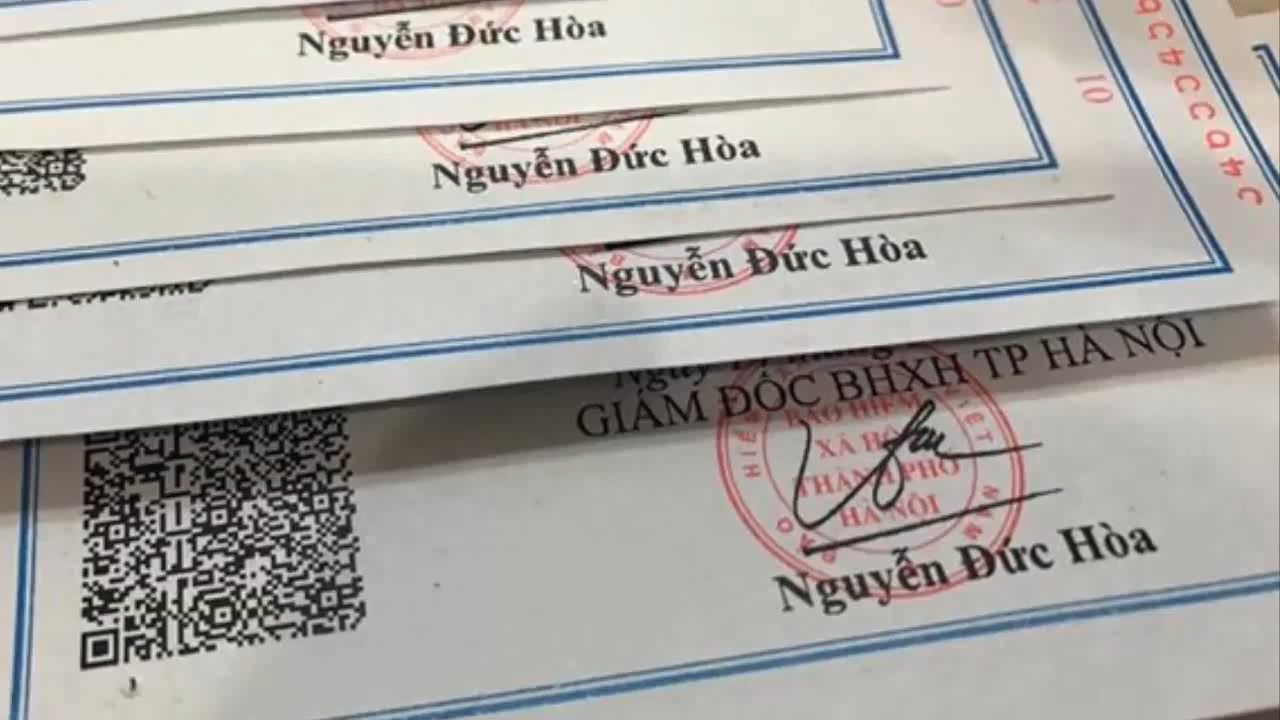 Nguyễn Đức Hòa
10
Nguyễn Đức Hòa
Nguyễn Đức Hòa
GIÁM ĐỐC BHXH TP HÀ NỘI
BẢO HIỂM
XÃ HỘI
THÀNH PHỐ
HÀ NỘI
Nguyễn Đức Hòa